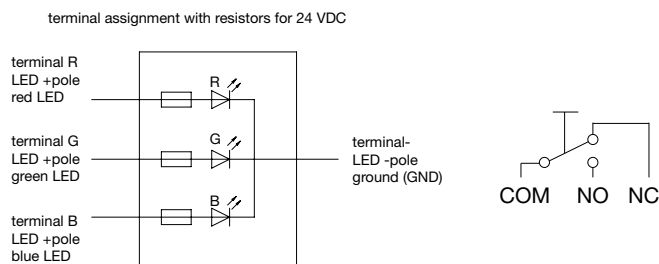 terminal assignment with resistors for 24 VDC
terminal R
LED +pole
red LED
R
terminal G
LED +pole
green LED
G
terminal-
LED -pole
ground (GND)
terminal B
LED +pole
blue LED
B
COM NO NC